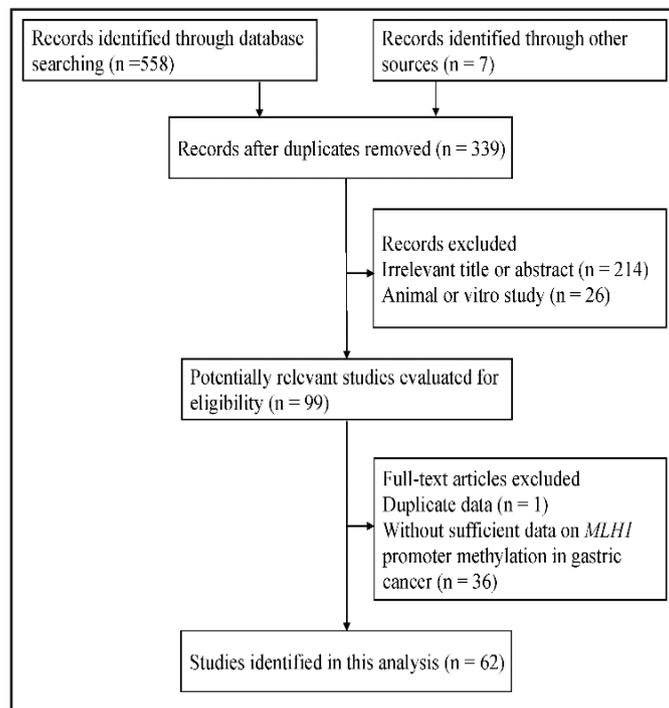 Records identified through database
searching (n =558)
Records identified through other
sources (n = 7)
Records after duplicates removed (n = 339)
Records excluded
Irrelevant title or abstract (n = 214)
Animal or vitro study (n = 26)
Potentially relevant studies evaluated for
eligibility (n = 99)
Full-text articles excluded
Duplicate data (n = 1)
Without sufficient data on MLH1
promoter methylation in gastric
cancer (n = 36)
Studies identified in this analysis (n = 62)